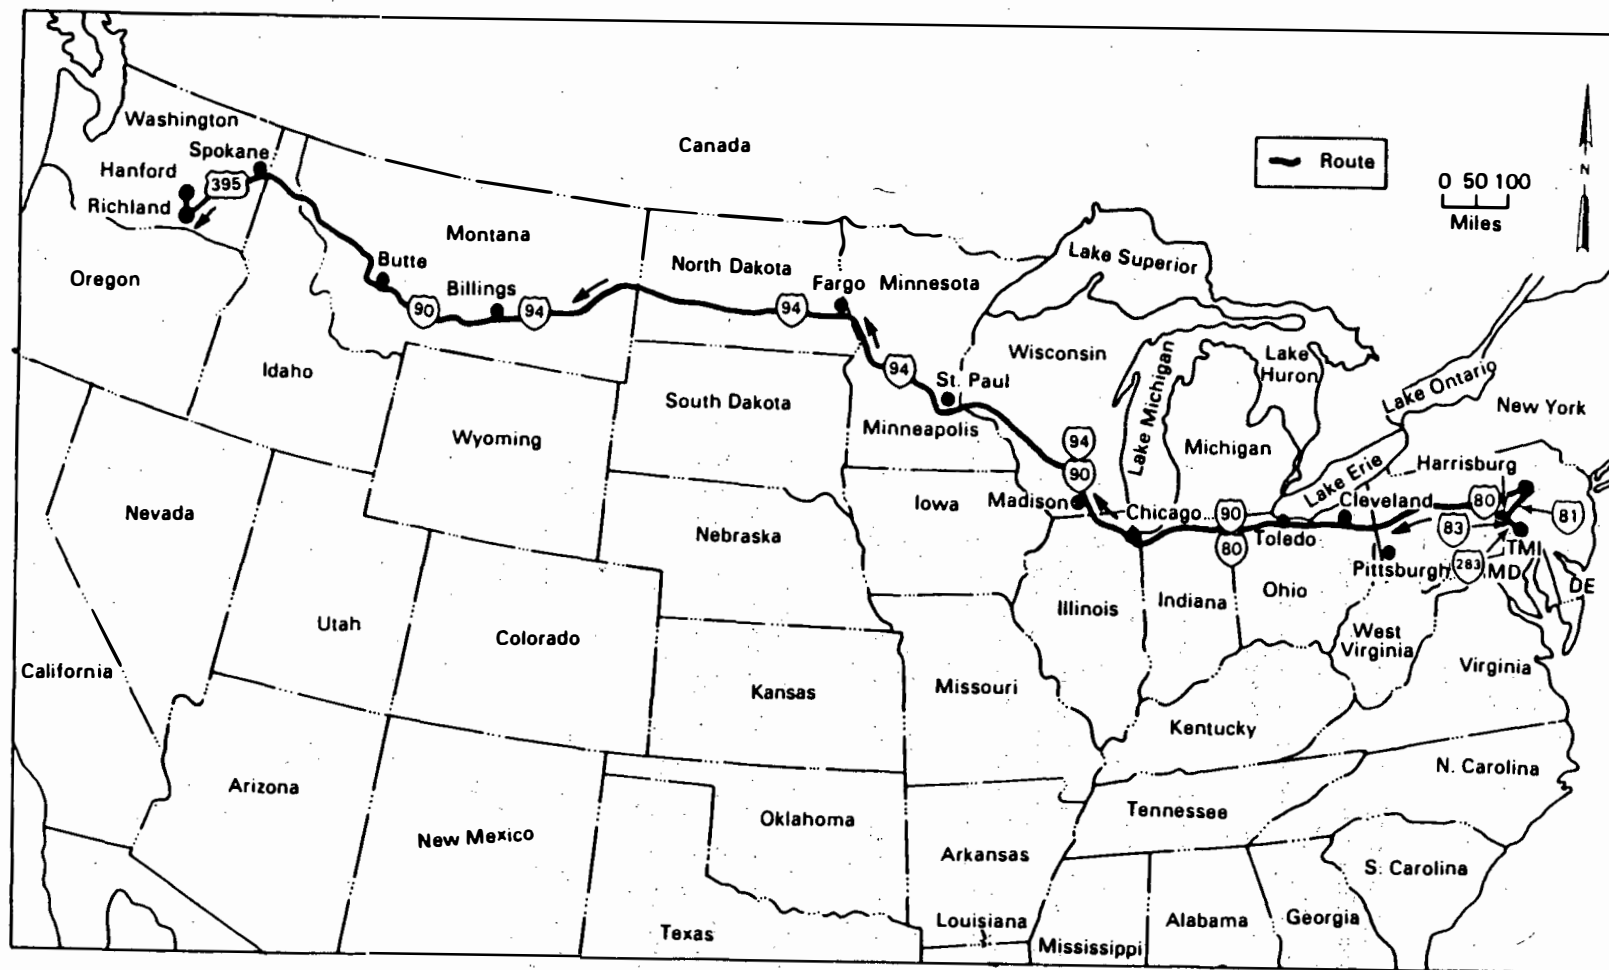 Canada
Washington
Spokane
Hanford
395
Richland
Route
N
0 50 100
Miles
Montana
Butte
Billings
90
94
North Dakota
94
Fargo
Minnesota
Lake Superior
Oregon
Idaho
Wyoming
South Dakota
94
St. Paul
Minneapolis
Wisconsin
Lake Michigan
Lake
Huron
Michigan
Lake Ontario
New York
Lake Erie
Harrisburg
94
90
Madison
Chicago
90
80
Toledo
Cleveland
80
83
81
Pittsburgh
283
TMI
MD
DE
Nevada
Nebraska
Iowa
Illinois
Indiana
Ohio
West
Virginia
Virginia
California
Utah
Colorado
Kansas
Missouri
Kentucky
Arizona
New Mexico
Oklahoma
Arkansas
Tennessee
N. Carolina
S. Carolina
Texas
Louisiana
Mississippi
Alabama
Georgia